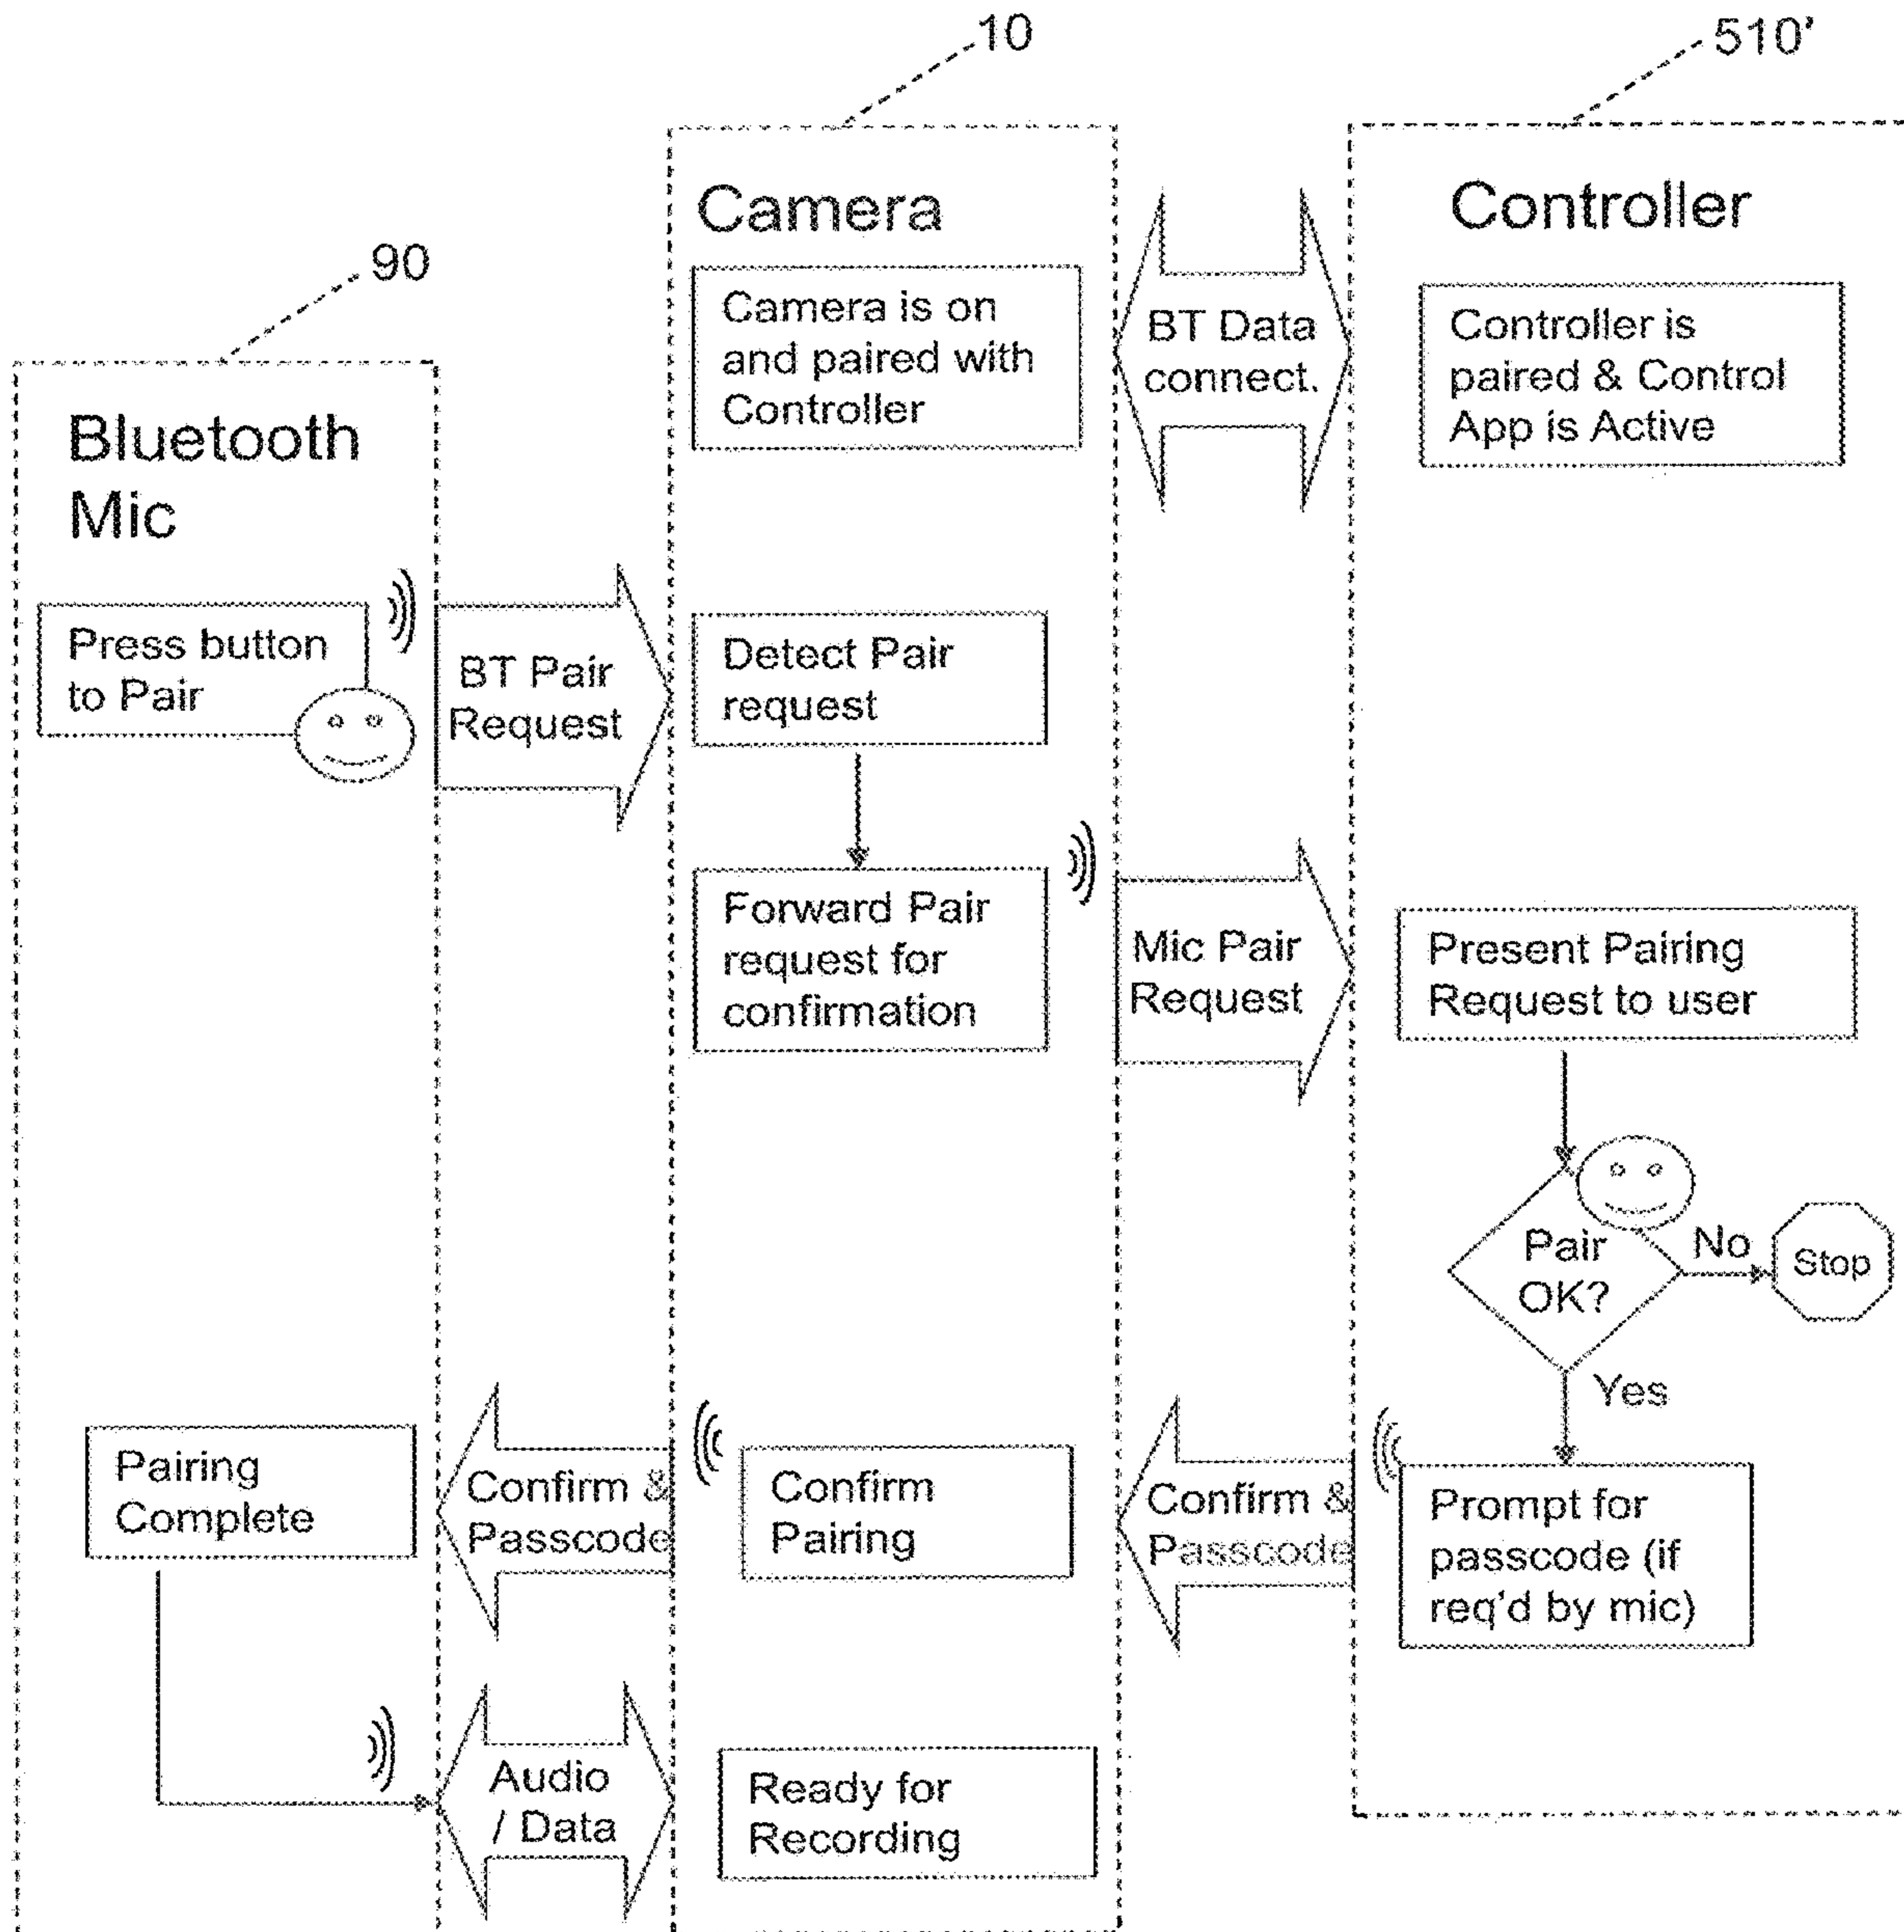 10
510'
90
Camera
Controller
Bluetooth
Mic
Camera is on
and paired with
Controller
BT Data
connect.
Controller is
paired & Control
App is Active
Press button
to Pair
BT Pair
Request
Detect Pair
request
Forward Pair
request for
confirmation
Mic Pair
Request
Present Pairing
Request to user
Pair
OK?
No
Stop
Yes
Pairing
Complete
Confirm &
Passcode
Confirm
Pairing
Confirm &
Passcode
Prompt for
passcode (if
req'd by mic)
Audio
/ Data
Ready for
Recording